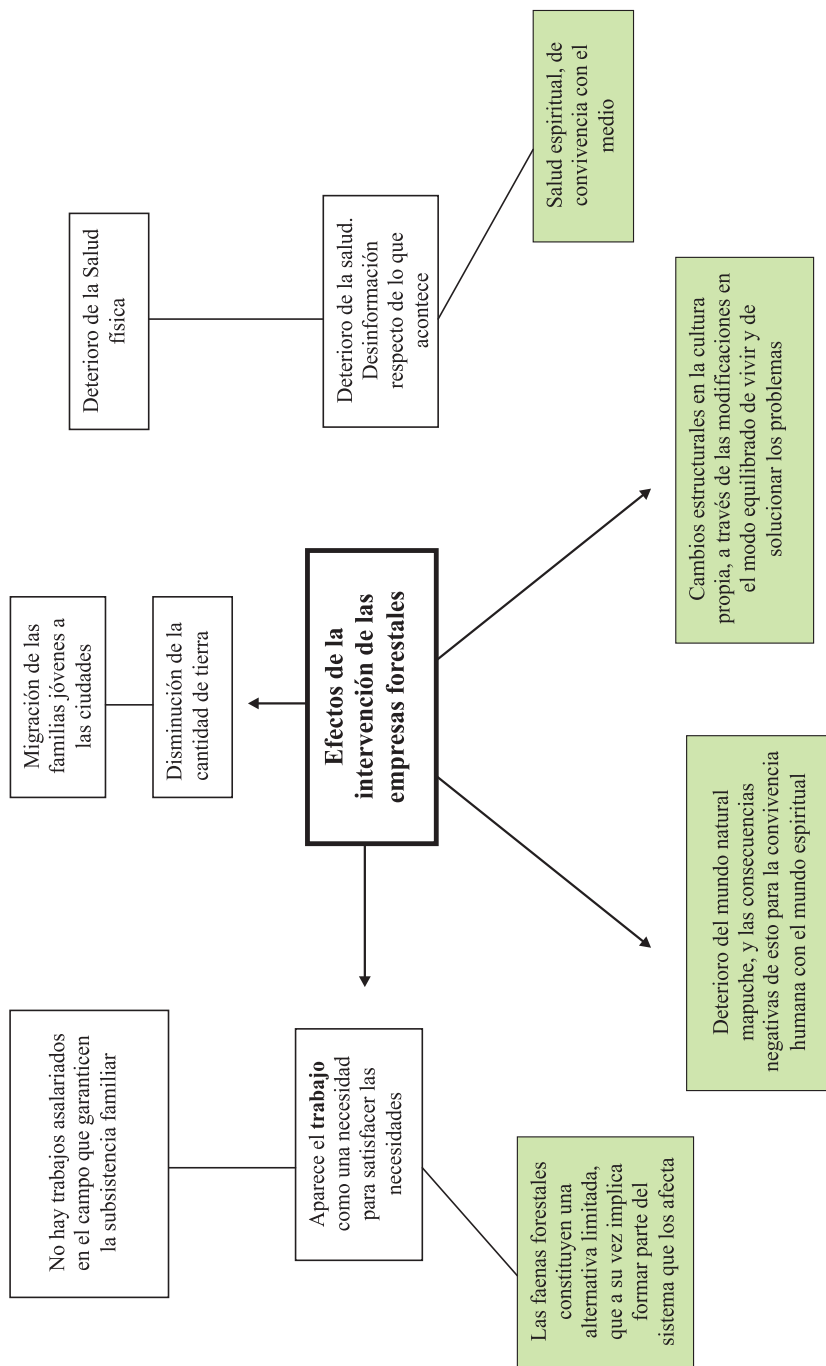 No hay trabajos asalariados
en el campo que garanticen
la subsistencia familiar
Migración de las
familias jóvenes a
las ciudades
Deterioro de la Salud
física
Disminución de la
cantidad de tierra
Aparece el trabajo
como una necesidad
para satisfacer las
necesidades
Efectos de la
intervención de las
empresas forestales
Deterioro de la salud.
Desinformación
respecto de lo que
acontece
Las faenas forestales
constituyen una
alternativa limitada,
que a su vez implica
formar parte del
sistema que los afecta
Deterioro del mundo natural
mapuche, y las consecuencias
negativas de esto para la convivencia
humana con el mundo espiritual
Cambios estructurales en la cultura
propia, a través de las modificaciones en
el modo equilibrado de vivir y de
solucionar los problemas
Salud espiritual, de
convivencia con el
medio